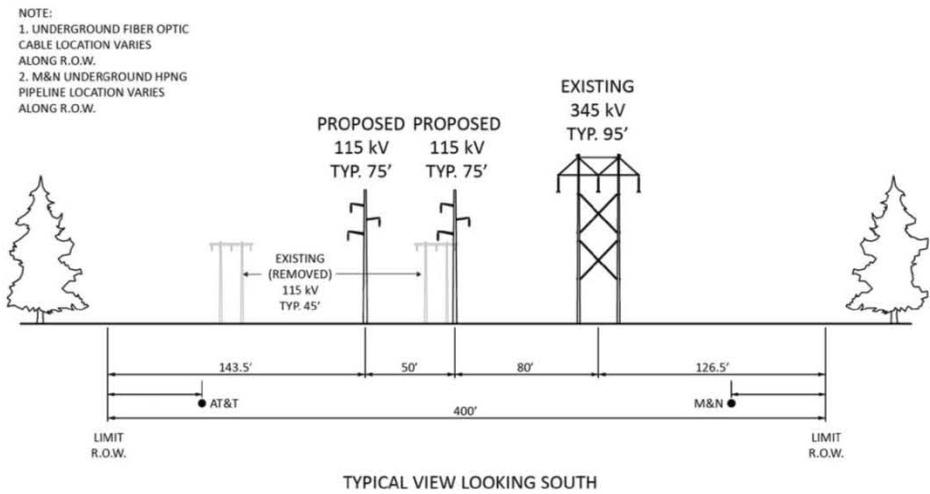 NOTE:
1. UNDERGROUND FIBER OPTIC
CABLE LOCATION VARIES
ALONG R.O.W.
2. M&N UNDERGROUND HPNG
PIPELINE LOCATION VARIES
ALONG R.O.W.
PROPOSED
115 kV
TYP. 75'
PROPOSED
115 kV
TYP. 75'
EXISTING
345 kV
TYP. 95'
EXISTING
(REMOVED)
115 kV
TYP. 45'
143.5'
50'
80'
126.5'
AT&T
M&N
400'
LIMIT
R.O.W.
LIMIT
R.O.W.
TYPICAL VIEW LOOKING SOUTH